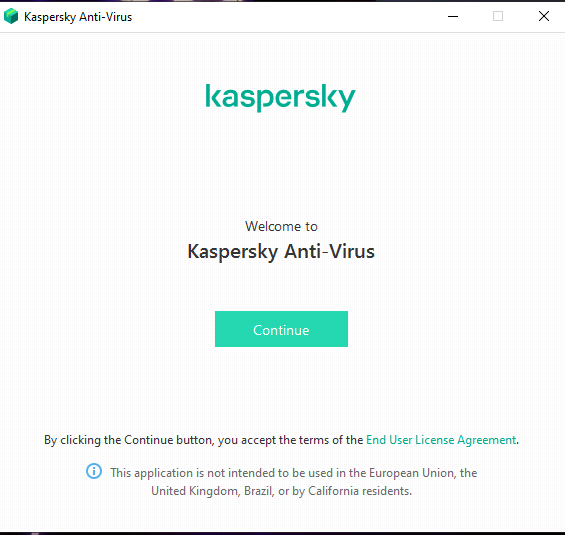 Kaspersky Anti-Virus
kaspersky
Welcome to
Kaspersky Anti-Virus
Continue
By clicking the Continue button, you accept the terms of the End User License Agreement.
This application is not intended to be used in the European Union, the
United Kingdom, Brazil, or by California residents.